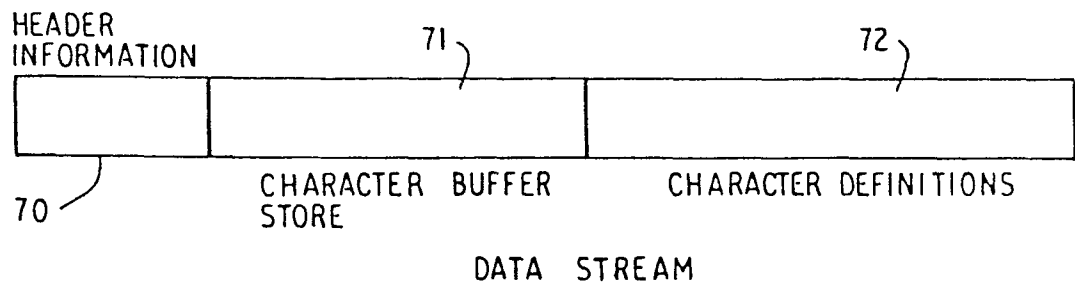 HEADER
INFORMATION
71
72
70
CHARACTER BUFFER
STORE
CHARACTER DEFINITIONS
DATA STREAM